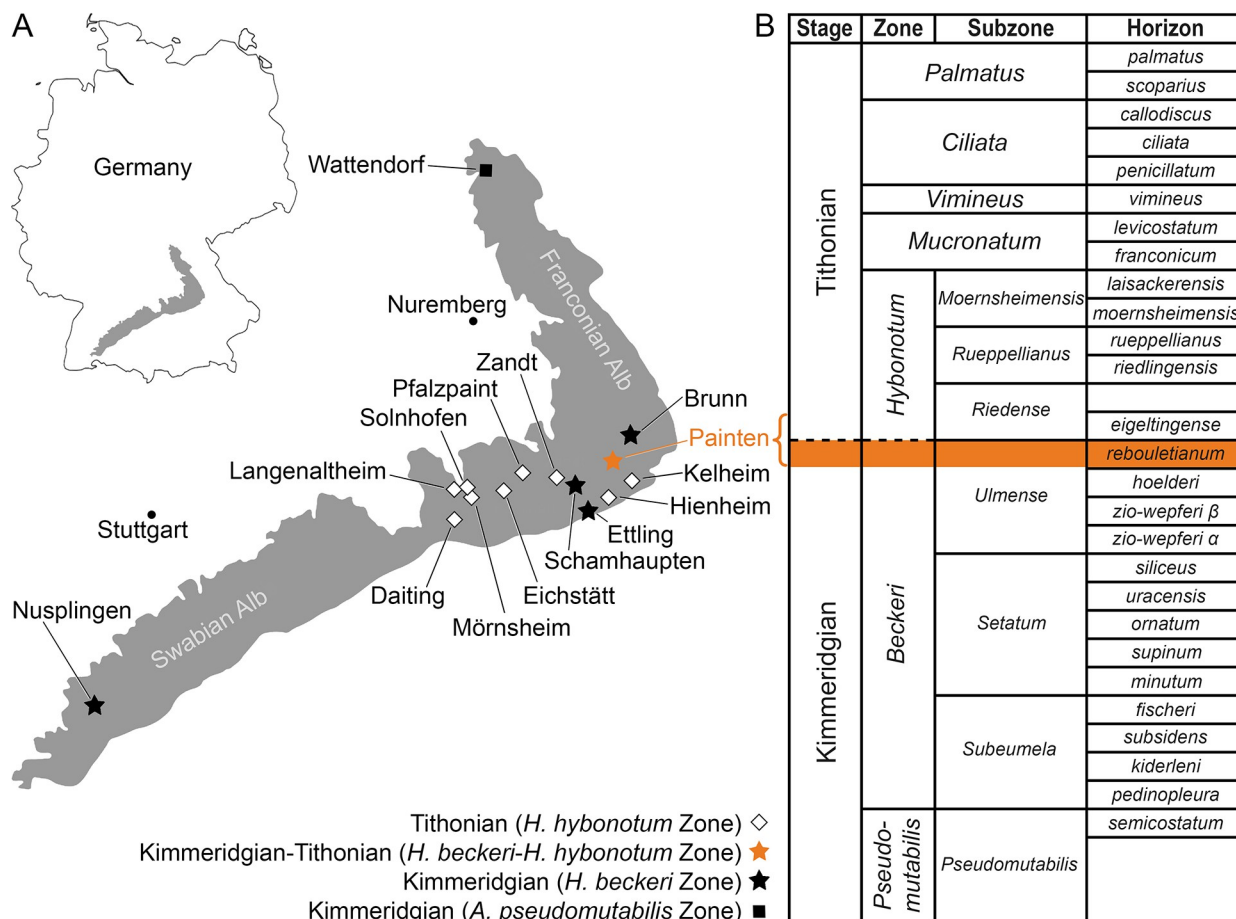 A
Germany
Wattendorf
Franconian Alb
Nuremberg
Zandt
Pfalzpaint
Solnhofen
Brunn
Painten
Langenaltheim
Kelheim
Hienheim
Stuttgart
Ettling
Schamhaupten
Daiting
Eichstätt
Mörnsheim
Nusplingen
Swabian Alb
Tithonian (H. hybonotum Zone)
Kimmeridgian-Tithonian (H. beckeri-H. hybonotum Zone)
Kimmeridgian (H. beckeri Zone)
Kimmeridgian (A. pseudomutabilis Zone)
B
Stage Zone Subzone Horizon
Tithonian
Palmatus
palmatus
scoparius
Ciliata
callodiscus
ciliata
penicillatum
Vimineus
vimineus
Mucronatum
levicostatum
franconicum
Hybonotum
Moernsheimensis
laisackerensis
moernsheimensis
Rueppellianus
rueppellianus
riedlingensis
Riedense
eigeltingense
Kimmeridgian
Beckeri
rebouletianum
Ulmense
hoelderi
zio-wepferi β
zio-wepferi α
Setatum
siliceus
uracensis
ornatum
supinum
minutum
Subeumela
fischeri
subsidens
kiderleni
pedinopleura
Pseudo-
mutabilis
Pseudomutabilis
semicostatum